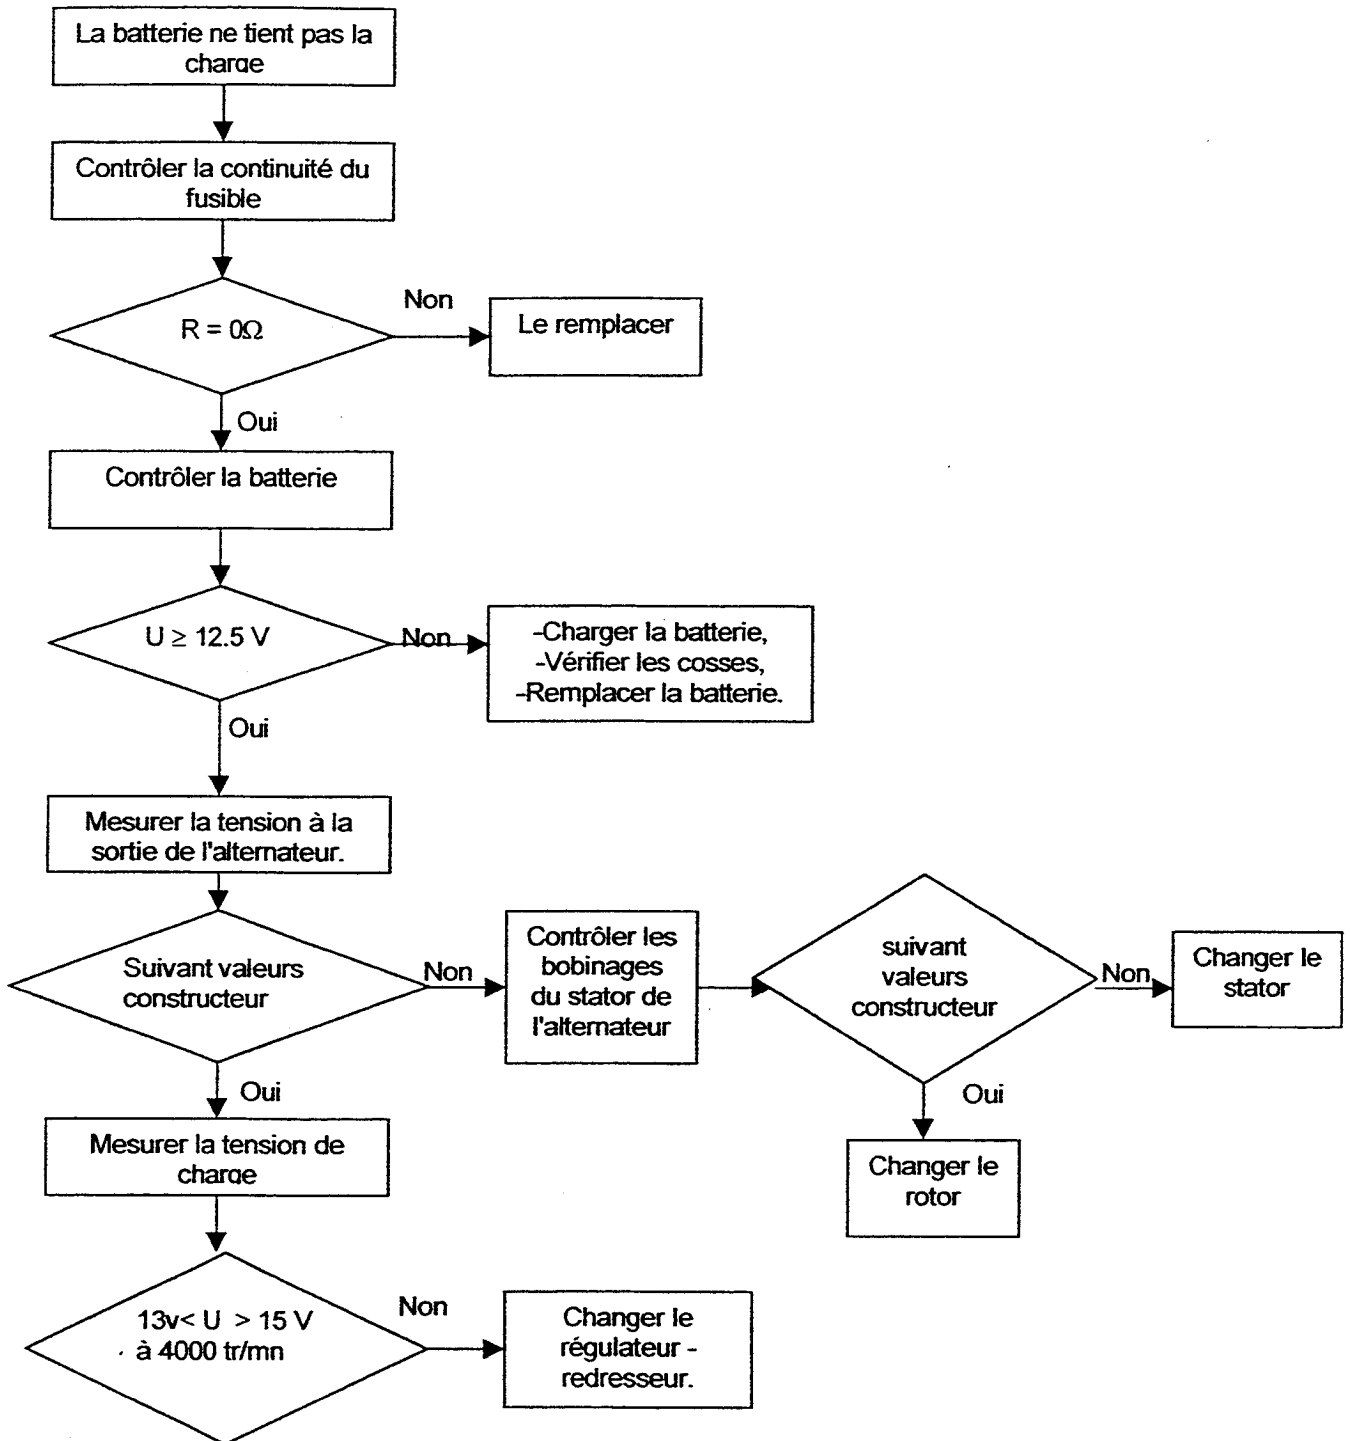 La batterie ne tient pas la
charge
Contrôler la continuité du
fusible
R = 0Ω
Non
Le remplacer
Oui
Contrôler la batterie
U ≥ 12.5 V
Non
-Charger la batterie,
-Vérifier les cosses,
-Remplacer la batterie.
Oui
Mesurer la tension à la
sortie de l'alternateur.
Suivant valeurs
constructeur
Non
Contrôler les
bobinages
du stator de
l'alternateur
suivant
valeurs
constructeur
Non
Changer le
stator
Oui
Changer le
rotor
Oui
Mesurer la tension de
charge
13v< U > 15 V
à 4000 tr/mn
Non
Changer le
régulateur -
redresseur.